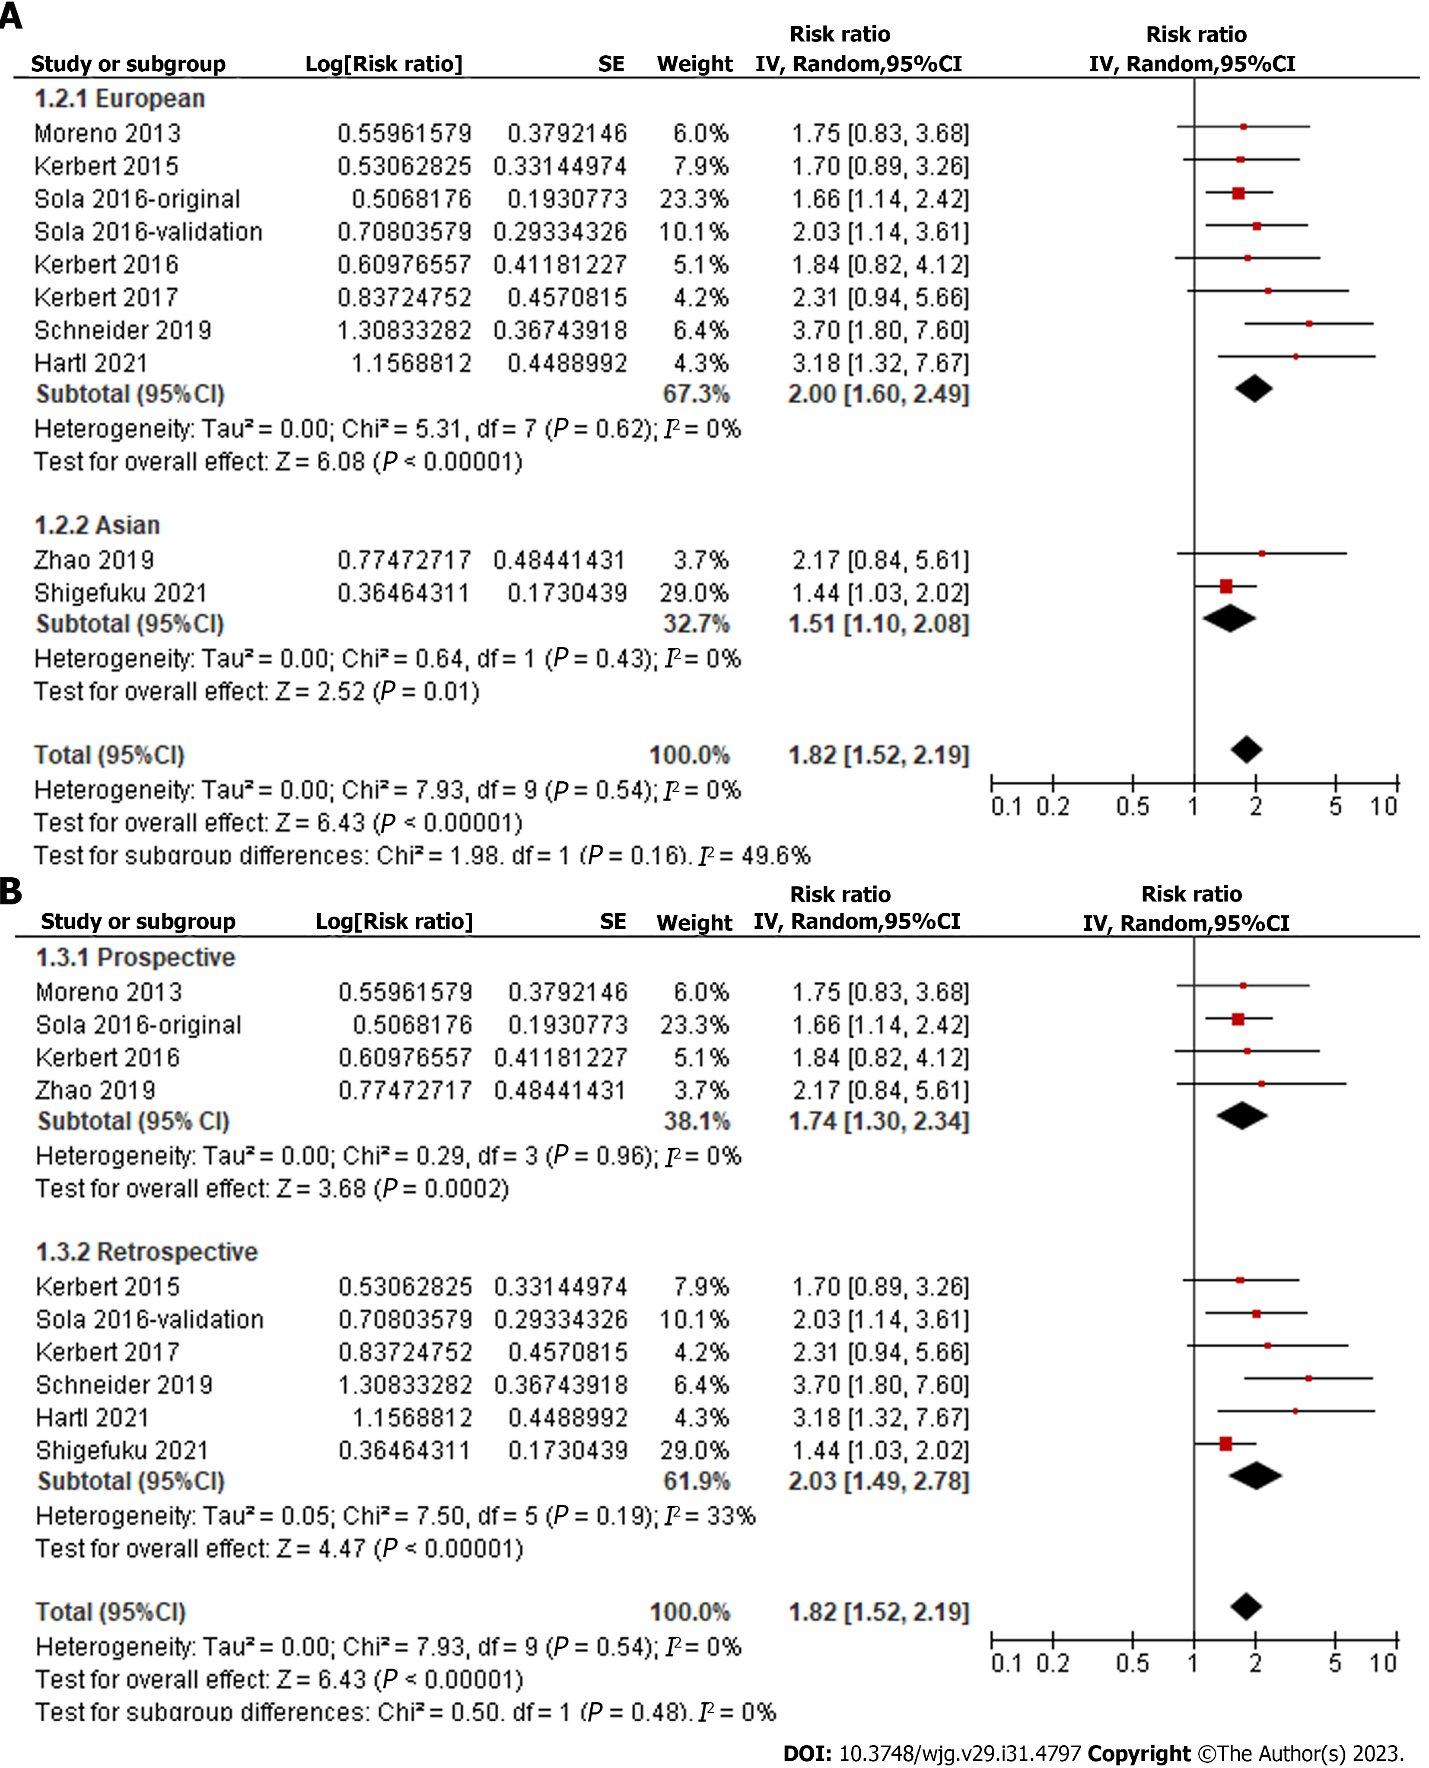 A
Risk ratio Risk ratio
Study or subgroup Log[Risk ratio] SE Weight IV, Random,95%CI IV, Random,95%CI
1.2.1 European
Moreno 2013 0.55961579 0.3792146 6.0% 1.75 [0.83, 3.68]
Kerbert 2015 0.53062825 0.33144974 7.9% 1.70 [0.89, 3.26]
Sola 2016-original 0.5068176 0.1930773 23.3% 1.66 [1.14, 2.42]
Sola 2016-validation 0.70803579 0.29334326 10.1% 2.03 [1.14, 3.61]
Kerbert 2016 0.60976557 0.41181227 5.1% 1.84 [0.82, 4.12]
Kerbert 2017 0.83724752 0.4570815 4.2% 2.31 [0.94, 5.66]
Schneider 2019 1.30833282 0.36743918 6.4% 3.70 [1.80, 7.60]
Hartl 2021 1.1568812 0.4488992 4.3% 3.18 [1.32, 7.67]
Subtotal (95%CI) 67.3% 2.00 [1.60, 2.49]
Heterogeneity: Tau² = 0.00; Chi² = 5.31, df = 7 (P = 0.62); I² = 0%
Test for overall effect: Z = 6.08 (P < 0.00001)
1.2.2 Asian
Zhao 2019 0.77472717 0.48441431 3.7% 2.17 [0.84, 5.61]
Shigefuku 2021 0.36464311 0.1730439 29.0% 1.44 [1.03, 2.02]
Subtotal (95%CI) 32.7% 1.51 [1.10, 2.08]
Heterogeneity: Tau² = 0.00; Chi² = 0.64, df = 1 (P = 0.43); I² = 0%
Test for overall effect: Z = 2.52 (P = 0.01)
Total (95%CI) 100.0% 1.82 [1.52, 2.19]
Heterogeneity: Tau² = 0.00; Chi² = 7.93, df = 9 (P = 0.54); I² = 0%
0.1 0.2 0.5 1 2 5 10
Test for overall effect: Z = 6.43 (P < 0.00001)
Test for subgroup differences: Chi² = 1.98, df = 1 (P = 0.16), I² = 49.6%
B
Risk ratio Risk ratio
Study or subgroup Log[Risk ratio] SE Weight IV, Random,95%CI IV, Random,95%CI
1.3.1 Prospective
Moreno 2013 0.55961579 0.3792146 6.0% 1.75 [0.83, 3.68]
Sola 2016-original 0.5068176 0.1930773 23.3% 1.66 [1.14, 2.42]
Kerbert 2016 0.60976557 0.41181227 5.1% 1.84 [0.82, 4.12]
Zhao 2019 0.77472717 0.48441431 3.7% 2.17 [0.84, 5.61]
Subtotal (95% CI) 38.1% 1.74 [1.30, 2.34]
Heterogeneity: Tau² = 0.00; Chi² = 0.29, df = 3 (P = 0.96); I² = 0%
Test for overall effect: Z = 3.68 (P = 0.0002)
1.3.2 Retrospective
Kerbert 2015 0.53062825 0.33144974 7.9% 1.70 [0.89, 3.26]
Sola 2016-validation 0.70803579 0.29334326 10.1% 2.03 [1.14, 3.61]
Kerbert 2017 0.83724752 0.4570815 4.2% 2.31 [0.94, 5.66]
Schneider 2019 1.30833282 0.36743918 6.4% 3.70 [1.80, 7.60]
Hartl 2021 1.1568812 0.4488992 4.3% 3.18 [1.32, 7.67]
Shigefuku 2021 0.36464311 0.1730439 29.0% 1.44 [1.03, 2.02]
Subtotal (95%CI) 61.9% 2.03 [1.49, 2.78]
Heterogeneity: Tau² = 0.05; Chi² = 7.50, df = 5 (P = 0.19); I² = 33%
Test for overall effect: Z = 4.47 (P < 0.00001)
Total (95%CI) 100.0% 1.82 [1.52, 2.19]
Heterogeneity: Tau² = 0.00; Chi² = 7.93, df = 9 (P = 0.54); I² = 0%
0.1 0.2 0.5 1 2 5 10
Test for overall effect: Z = 6.43 (P < 0.00001)
Test for subgroup differences: Chi² = 0.50, df = 1 (P = 0.48), I² = 0%
DOI: 10.3748/wjg.v29.i31.4797 Copyright ©The Author(s) 2023.